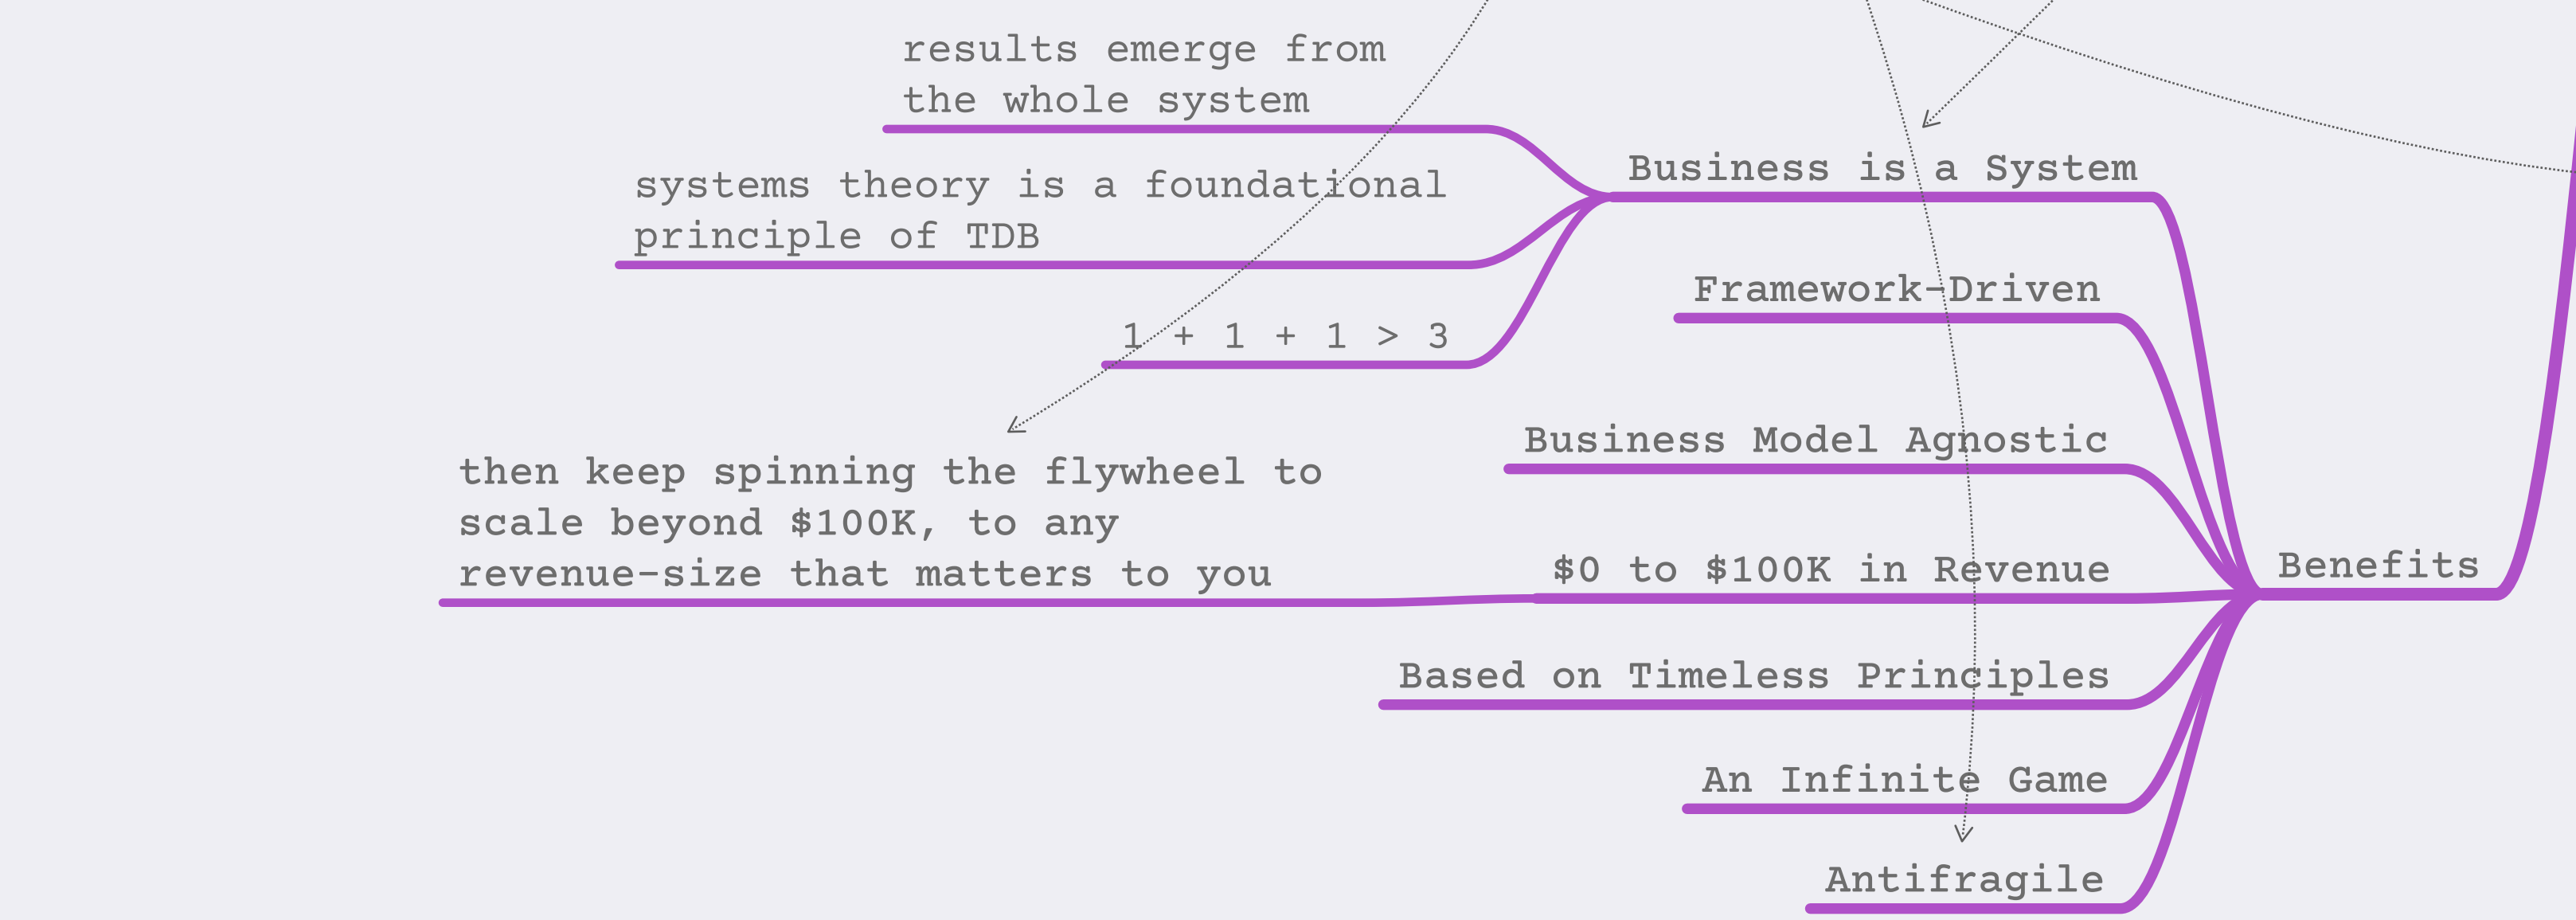 results emerge from
the whole system
Business is a System
systems theory is a foundational
principle of TDB
Framework-Driven
1 + 1 + 1 > 3
Business Model Agnostic
then keep spinning the flywheel to
scale beyond $100K, to any
revenue-size that matters to you
$0 to $100K in Revenue
Benefits
Based on Timeless Principles
An Infinite Game
Antifragile